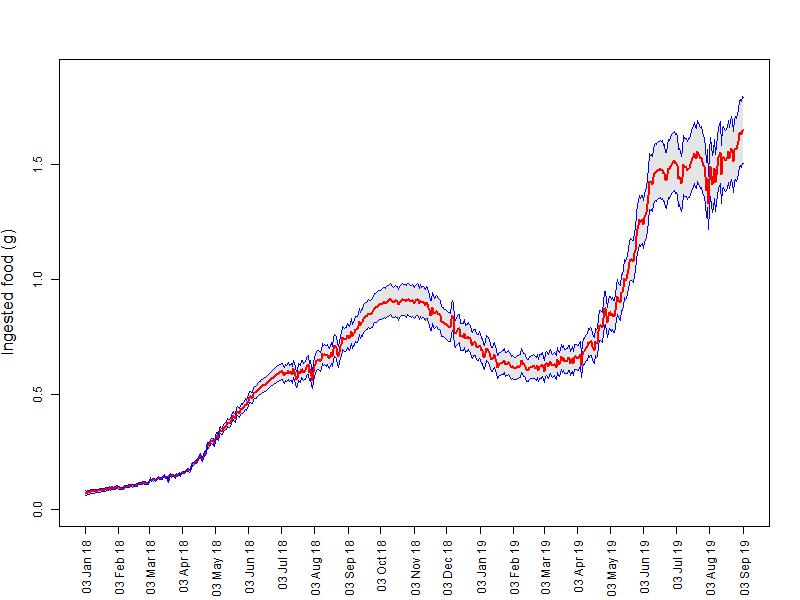 Ingested food (g)
1.5
1.0
0.5
0.0
03 Jan 18
03 Feb 18
03 Mar 18
03 Apr 18
03 May 18
03 Jun 18
03 Jul 18
03 Aug 18
03 Sep 18
03 Oct 18
03 Nov 18
03 Dec 18
03 Jan 19
03 Feb 19
03 Mar 19
03 Apr 19
03 May 19
03 Jun 19
03 Jul 19
03 Aug 19
03 Sep 19